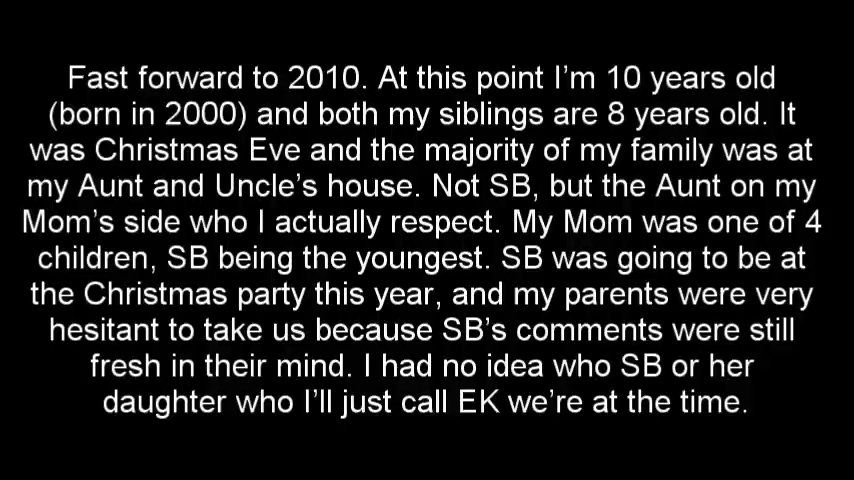 Fast forward to 2010. At this point I’m 10 years old
(born in 2000) and both my siblings are 8 years old. It
was Christmas Eve and the majority of my family was at
my Aunt and Uncle’s house. Not SB, but the Aunt on my
Mom’s side who I actually respect. My Mom was one of 4
children, SB being the youngest. SB was going to be at
the Christmas party this year, and my parents were very
hesitant to take us because SB’s comments were still
fresh in their mind. I had no idea who SB or her
daughter who I’ll just call EK we’re at the time.